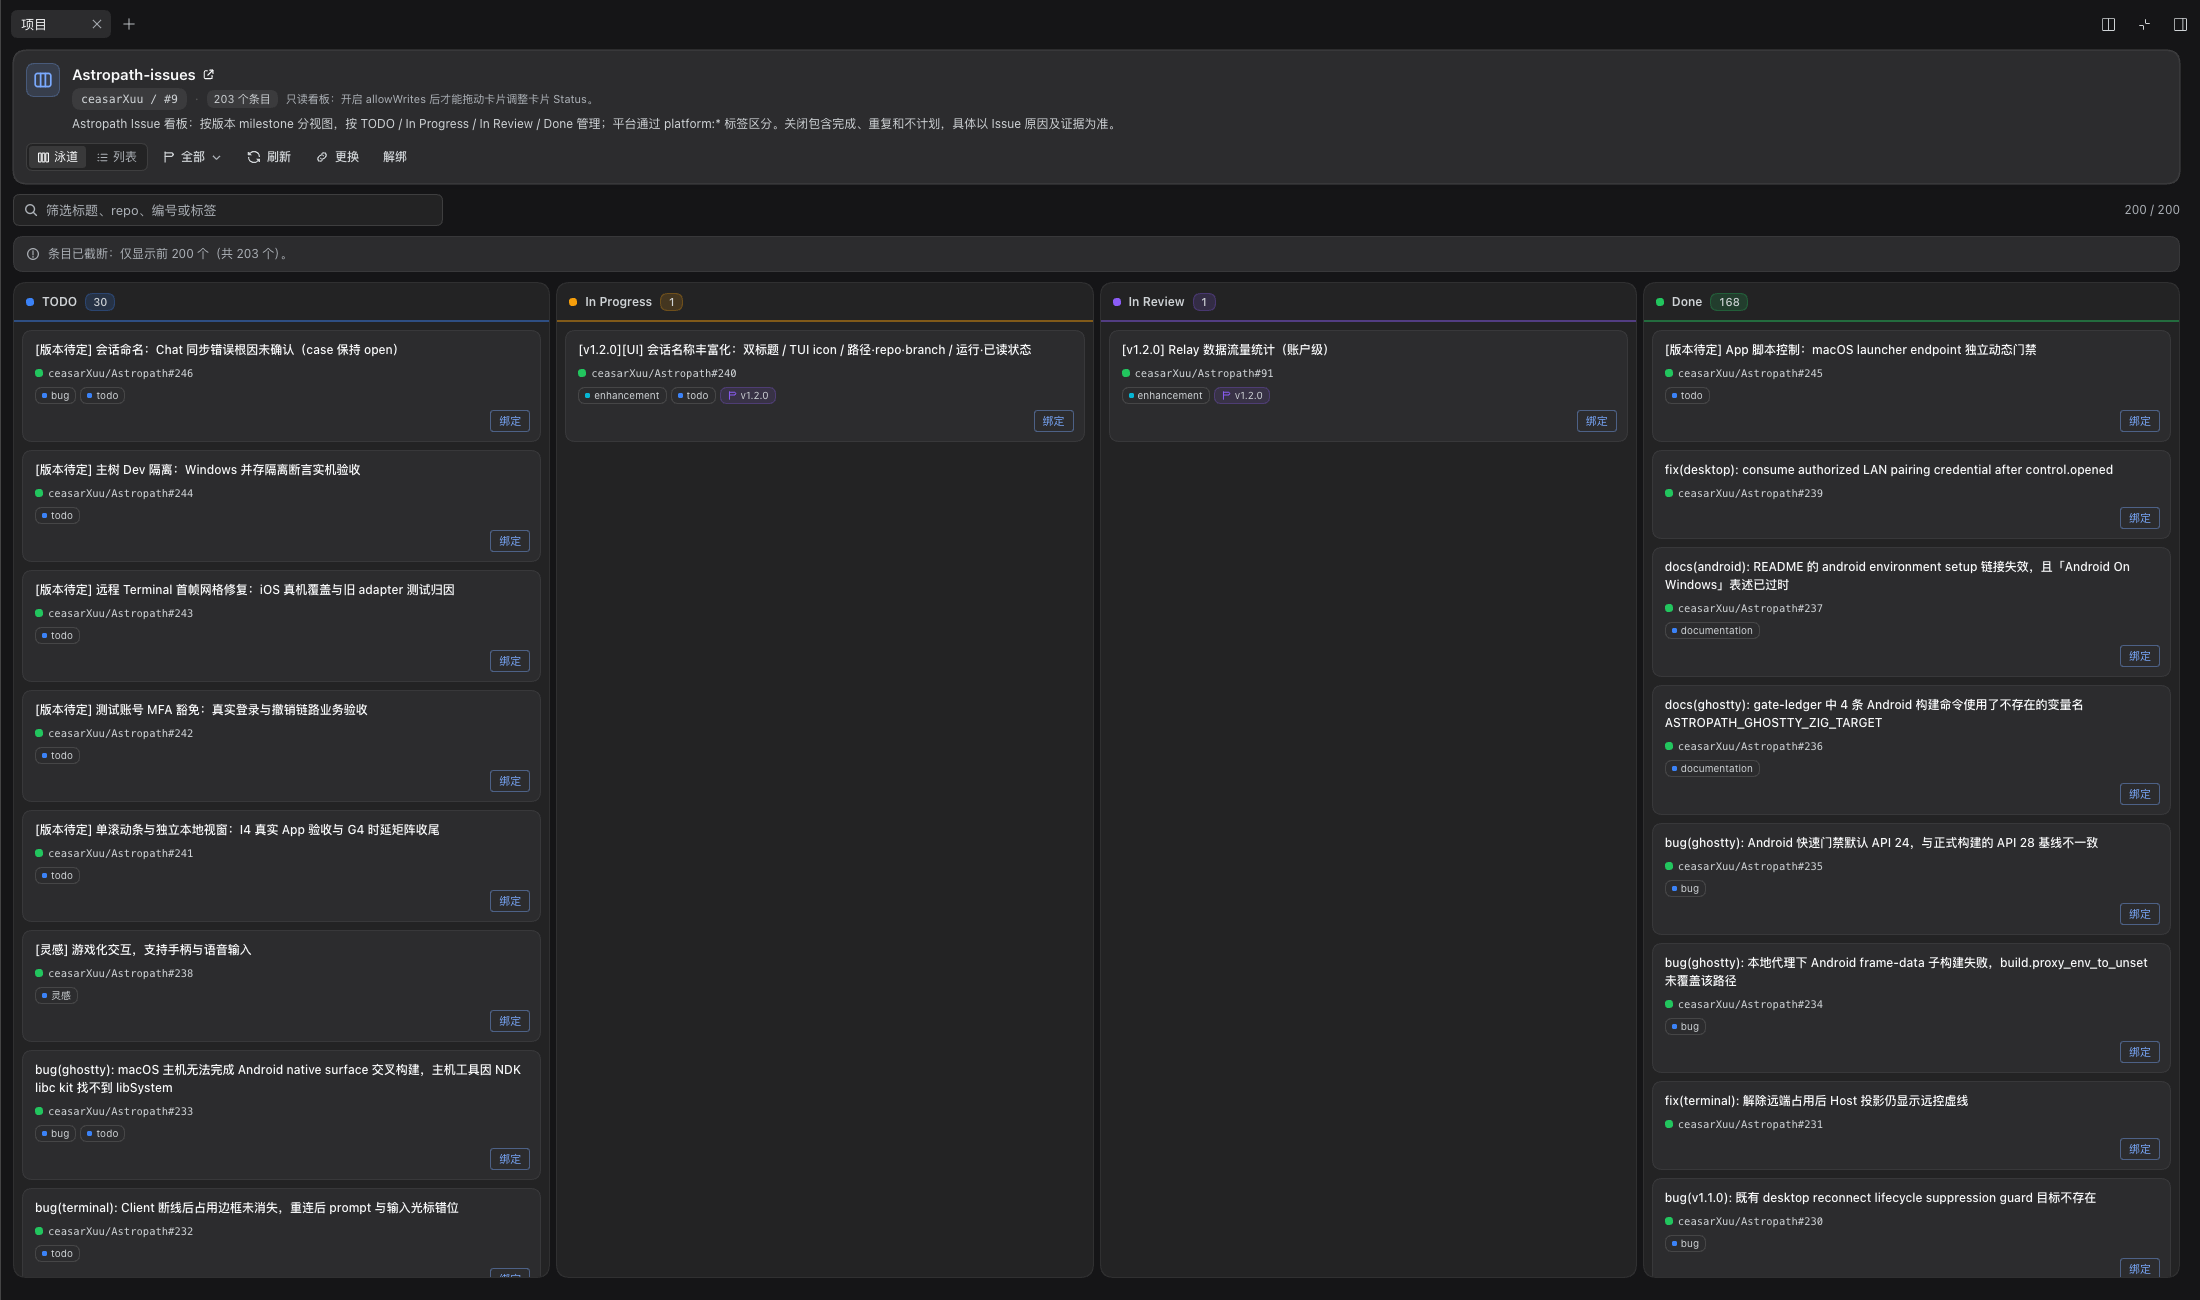 项目
Astropath-issues
ceasarXuu / #9 · 203 个条目 只读看板：开启 allowWrites 后才能拖动卡片调整卡片 Status。
Astropath Issue 看板：按版本 milestone 分视图，按 TODO / In Progress / In Review / Done 管理；平台通过 platform:* 标签区分。关闭包含完成、重复和不计划，具体以 Issue 原因及证据为准。
泳道 列表 全部 刷新 更换 解绑
筛选标题、repo、编号或标签
200 / 200
条目已截断：仅显示前 200 个（共 203 个）。
TODO 30
[版本待定] 会话命名：Chat 同步错误根因未确认（case 保持 open）
ceasarXuu/Astropath#246
bug todo
绑定
[版本待定] 主树 Dev 隔离：Windows 并存隔离断言实机验收
ceasarXuu/Astropath#244
todo
绑定
[版本待定] 远程 Terminal 首帧网格修复：iOS 真机覆盖与旧 adapter 测试归因
ceasarXuu/Astropath#243
todo
绑定
[版本待定] 测试账号 MFA 豁免：真实登录与撤销链路业务验收
ceasarXuu/Astropath#242
todo
绑定
[版本待定] 单滚动条与独立本地视窗：I4 真实 App 验收与 G4 时延矩阵收尾
ceasarXuu/Astropath#241
todo
绑定
[灵感] 游戏化交互，支持手柄与语音输入
ceasarXuu/Astropath#238
灵感
绑定
bug(ghostty): macOS 主机无法完成 Android native surface 交叉构建，主机工具因 NDK
libc kit 找不到 libSystem
ceasarXuu/Astropath#233
bug todo
绑定
bug(terminal): Client 断线后占用边框未消失，重连后 prompt 与输入光标错位
ceasarXuu/Astropath#232
todo
绑定
In Progress 1
[v1.2.0][UI] 会话名称丰富化：双标题 / TUI icon / 路径·repo·branch / 运行·已读状态
ceasarXuu/Astropath#240
enhancement todo v1.2.0
绑定
In Review 1
[v1.2.0] Relay 数据流量统计（账户级）
ceasarXuu/Astropath#91
enhancement v1.2.0
绑定
Done 168
[版本待定] App 脚本控制：macOS launcher endpoint 独立动态门禁
ceasarXuu/Astropath#245
todo
绑定
fix(desktop): consume authorized LAN pairing credential after control.opened
ceasarXuu/Astropath#239
绑定
docs(android): README 的 android environment setup 链接失效，且「Android On
Windows」表述已过时
ceasarXuu/Astropath#237
documentation
绑定
docs(ghostty): gate-ledger 中 4 条 Android 构建命令使用了不存在的变量名
ASTROPATH_GHOSTTY_ZIG_TARGET
ceasarXuu/Astropath#236
documentation
绑定
bug(ghostty): Android 快速门禁默认 API 24，与正式构建的 API 28 基线不一致
ceasarXuu/Astropath#235
bug
绑定
bug(ghostty): 本地代理下 Android frame-data 子构建失败，build.proxy_env_to_unset
未覆盖该路径
ceasarXuu/Astropath#234
bug
绑定
fix(terminal): 解除远端占用后 Host 投影仍显示远控虚线
ceasarXuu/Astropath#231
绑定
bug(v1.1.0): 既有 desktop reconnect lifecycle suppression guard 目标不存在
ceasarXuu/Astropath#230
bug
绑定